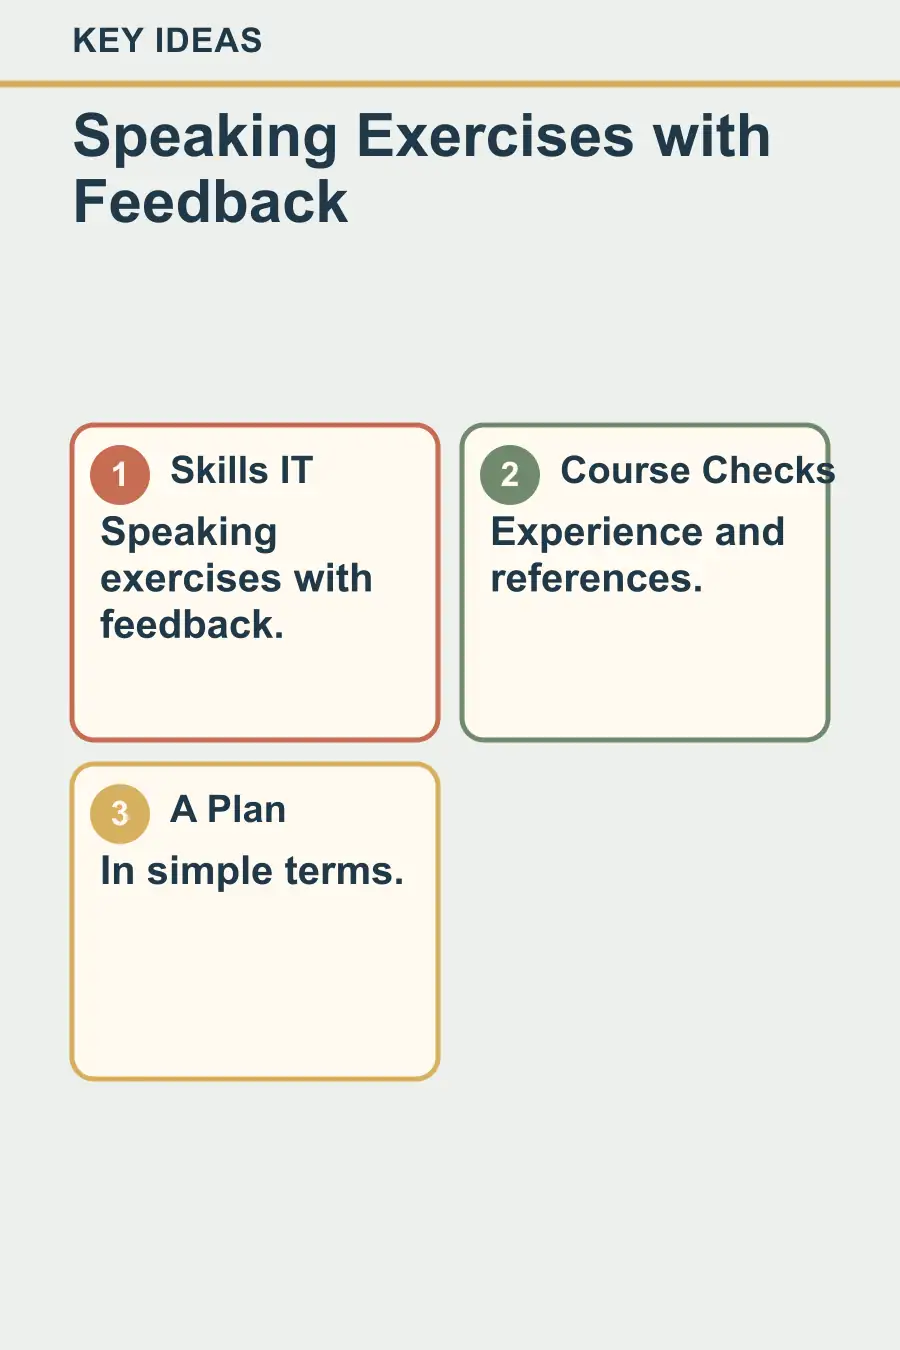 KEY IDEAS
Speaking Exercises with
Feedback
1 Skills IT
Speaking
exercises with
feedback.
2 Course Checks
Experience and
references.
3 A Plan
In simple terms.